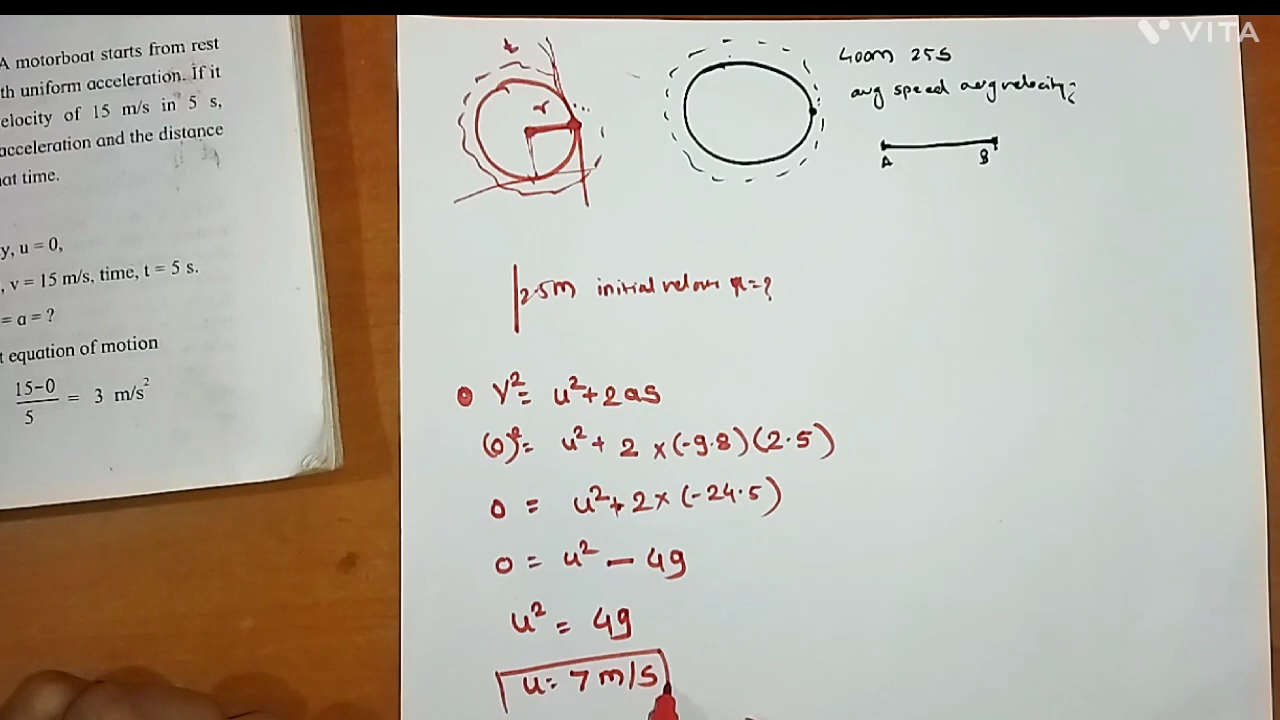 A motorboat starts from rest
th uniform acceleration. If it
elocity of 15 m/s in 5 s,
acceleration and the distance
at time.
y, u = 0,
, v = 15 m/s, time, t = 5 s.
= a = ?
t equation of motion
15-0
5
= 3 m/s²
VITA
t
r
400m 25s
avg speed avg velocity?
A B
2.5m initial =?
V² = u² + 2as
(0)² = u² + 2 × (-9.8) (2.5)
0 = u² + 2 × (-24.5)
0 = u² - 49
u² = 49
u = 7 m/s